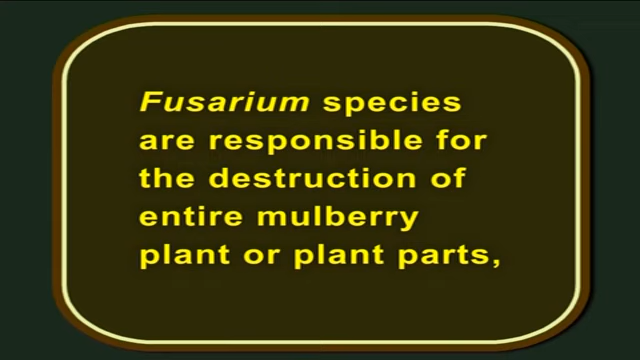 Fusarium species
are responsible for
the destruction of
entire mulberry
plant or plant parts,